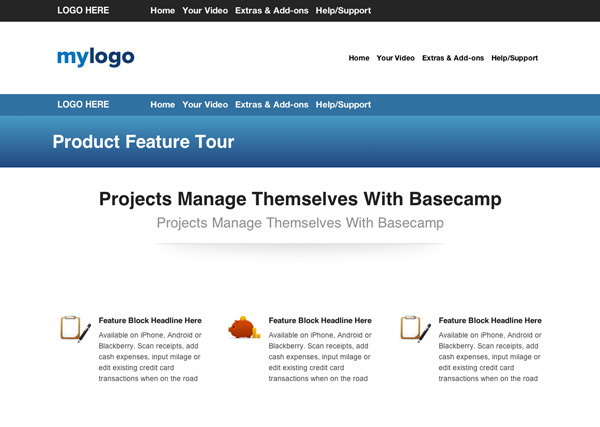 LOGO HERE Home Your Video Extras & Add-ons Help/Support
mylogo Home Your Video Extras & Add-ons Help/Support
LOGO HERE Home Your Video Extras & Add-ons Help/Support
Product Feature Tour
Projects Manage Themselves With Basecamp
Projects Manage Themselves With Basecamp
Feature Block Headline Here
Available on iPhone, Android or
Blackberry. Scan receipts, add
cash expenses, input milage or
edit existing credit card
transactions when on the road
Feature Block Headline Here
Available on iPhone, Android or
Blackberry. Scan receipts, add
cash expenses, input milage or
edit existing credit card
transactions when on the road
Feature Block Headline Here
Available on iPhone, Android or
Blackberry. Scan receipts, add
cash expenses, input milage or
edit existing credit card
transactions when on the road